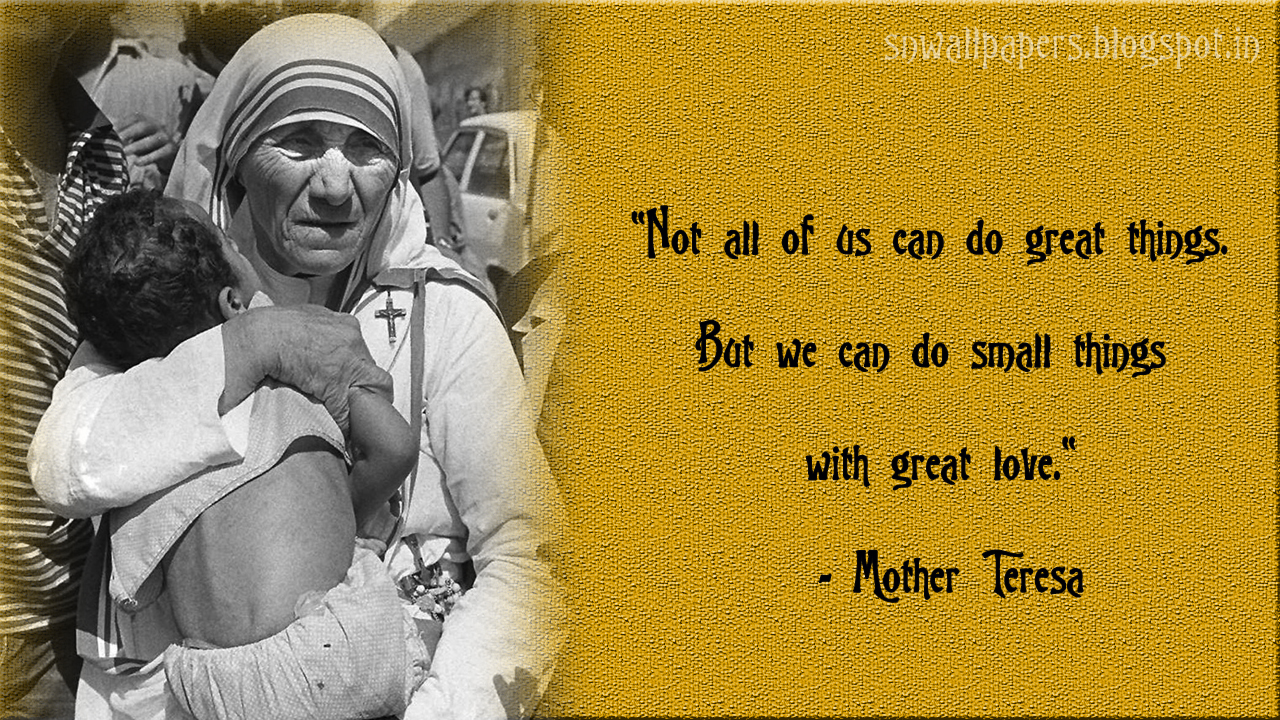 snwallpapers.blogspot.in
"Not all of us can do great things.
But we can do small things
with great love."
- Mother Teresa